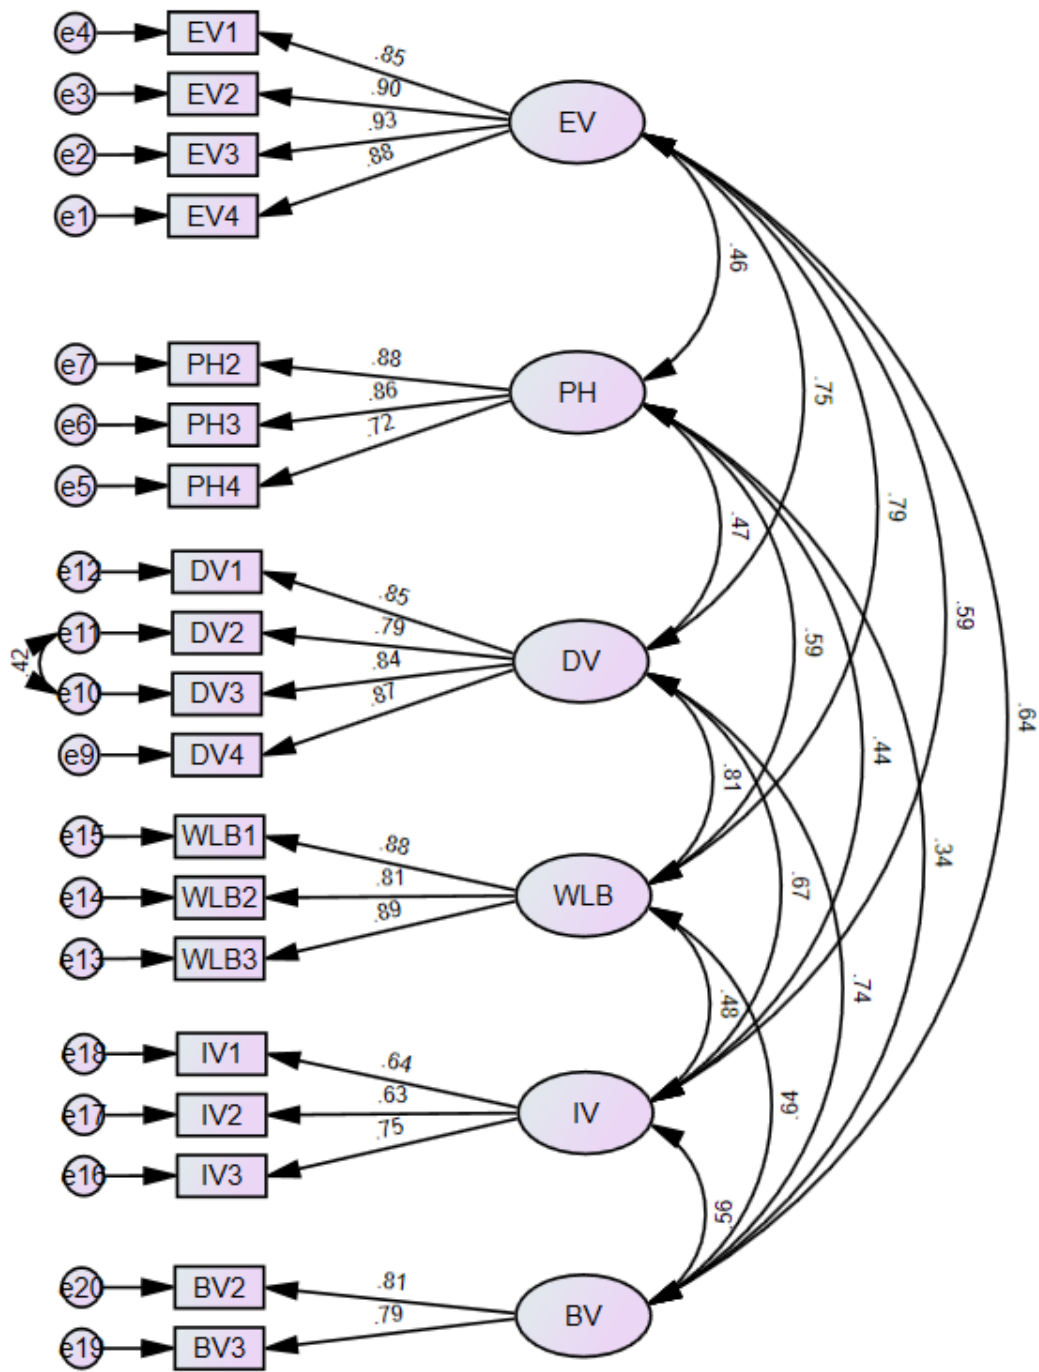 e4 EV1 .85
e3 EV2 .90 EV
e2 EV3 .93
e1 EV4 .88
.46
e7 PH2 .88
e6 PH3 .86 PH .75
e5 PH4 .72
.79
.47
e12 DV1 .85
.59
e11 DV2 .79 DV .59
.42
e10 DV3 .84
e9 DV4 .87
.64
.44
.81
e15 WLB1 .88
.34
e14 WLB2 .81 WLB
.67
e13 WLB3 .89
.74
.48
e18 IV1 .64
e17 IV2 .63 IV
.64
e16 IV3 .75
.56
e20 BV2 .81
e19 BV3 .79 BV